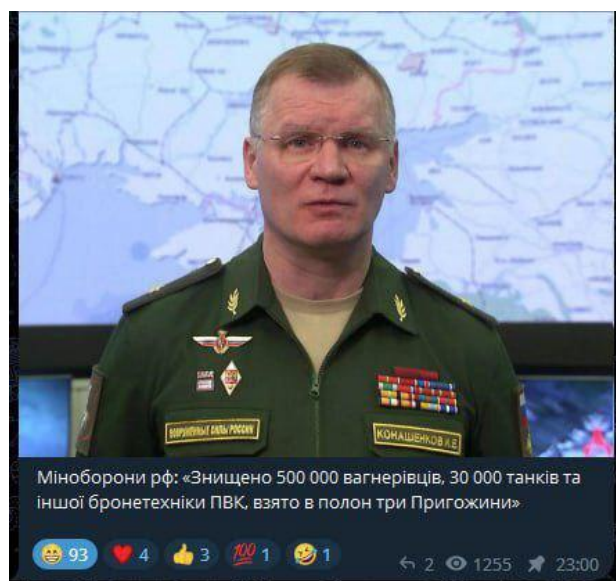 ВООРУЖЕННЫЕ СИЛЫ РОССИИ
КОНАШЕНКОВ И.Е.
Міноборони рф: «Знищено 500 000 вагнерівців, 30 000 танків та
іншої бронетехніки ПВК, взято в полон три Пригожини»
93 4 3 1 1
2 1255 23:00